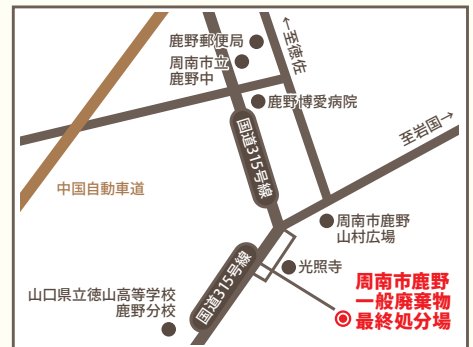 鹿野郵便局
周南市立
鹿野中
←至徳佐
鹿野博愛病院
国道315号線
至岩国→
中国自動車道
周南市鹿野
山村広場
光照寺
国道315号線
山口県立徳山高等学校
鹿野分校
周南市鹿野
一般廃棄物
最終処分場